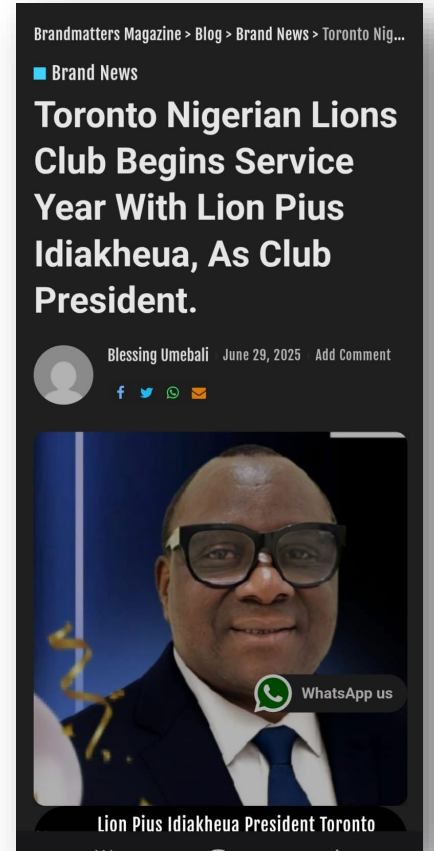 Brandmatters Magazine > Blog > Brand News > Toronto Nig...
Brand News
Toronto Nigerian Lions
Club Begins Service
Year With Lion Pius
Idiakheua, As Club
President.
Blessing Umebali June 29, 2025 Add Comment
WhatsApp us
Lion Pius Idiakheua President Toronto